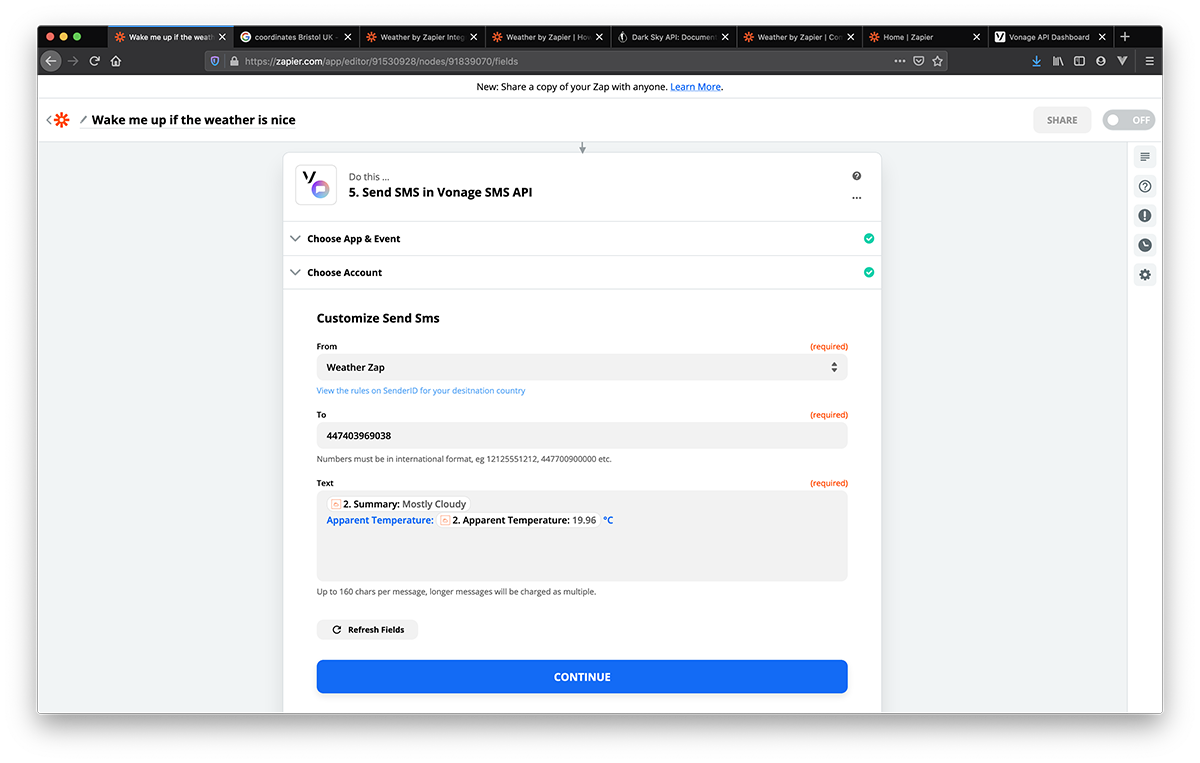 Wake me up if the weath
coordinates Bristol UK -
Weather by Zapier Integ
Weather by Zapier | How
Dark Sky API: Document
Weather by Zapier | Con
Home | Zapier
Vonage API Dashboard
https://zapier.com/app/editor/91530928/nodes/91839070/fields
New: Share a copy of your Zap with anyone. Learn More.
Wake me up if the weather is nice
SHARE
OFF
Do this ...
5. Send SMS in Vonage SMS API
Choose App & Event
Choose Account
Customize Send Sms
From (required)
Weather Zap
View the rules on SenderID for your desitnation country
To (required)
447403969038
Numbers must be in international format, eg 12125551212, 447700900000 etc.
Text (required)
2. Summary: Mostly Cloudy
Apparent Temperature: 2. Apparent Temperature: 19.96 °C
Up to 160 chars per message, longer messages will be charged as multiple.
Refresh Fields
CONTINUE